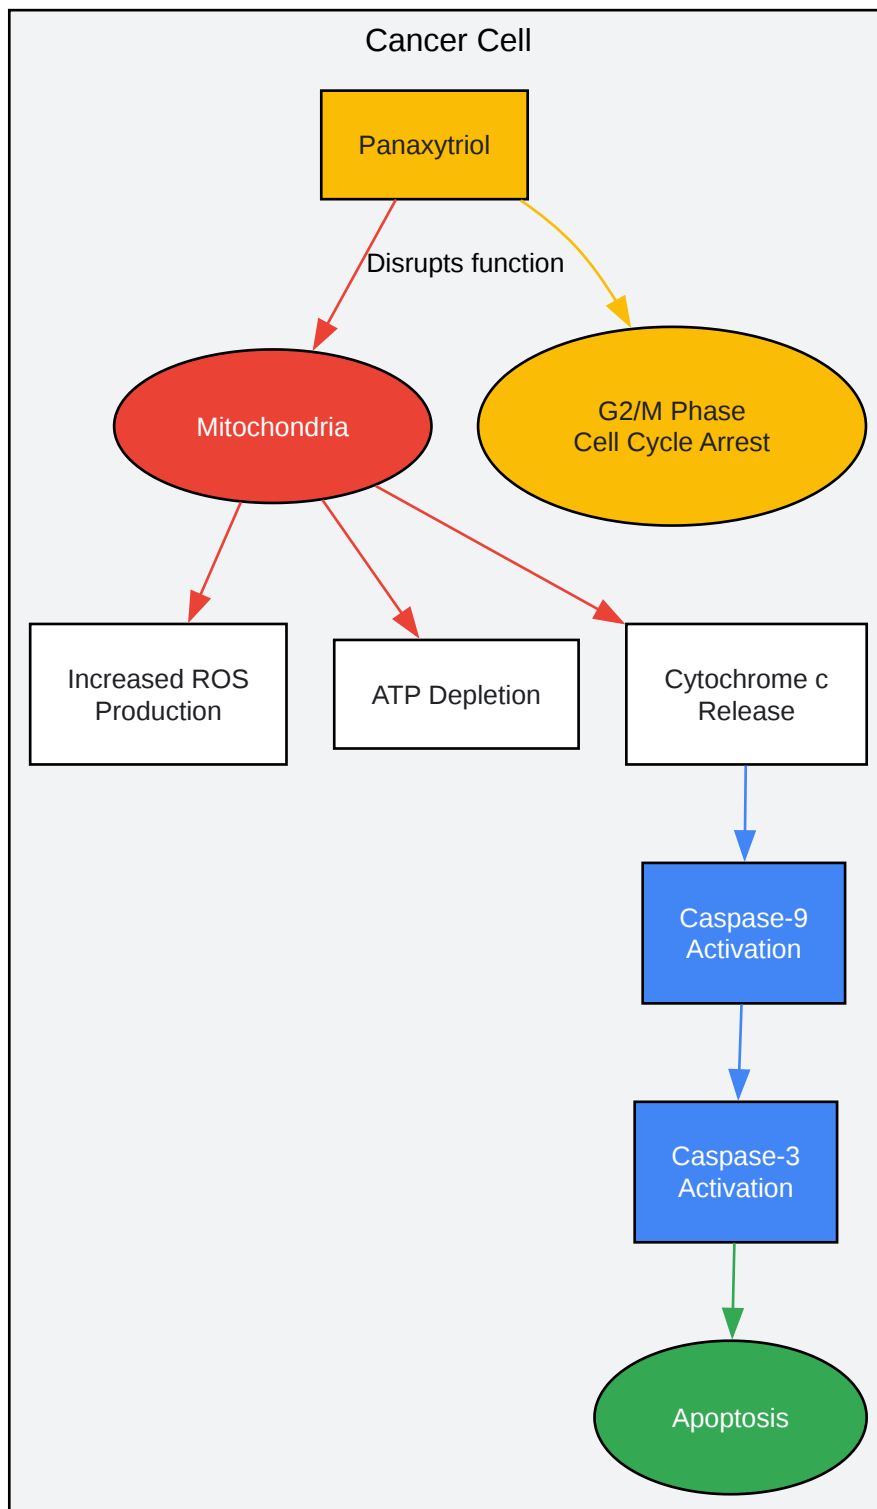 Cancer Cell
Panaxytriol
Disrupts function
Mitochondria
G2/M Phase
Cell Cycle Arrest
Increased ROS
Production
ATP Depletion
Cytochrome c
Release
Caspase-9
Activation
Caspase-3
Activation
Apoptosis